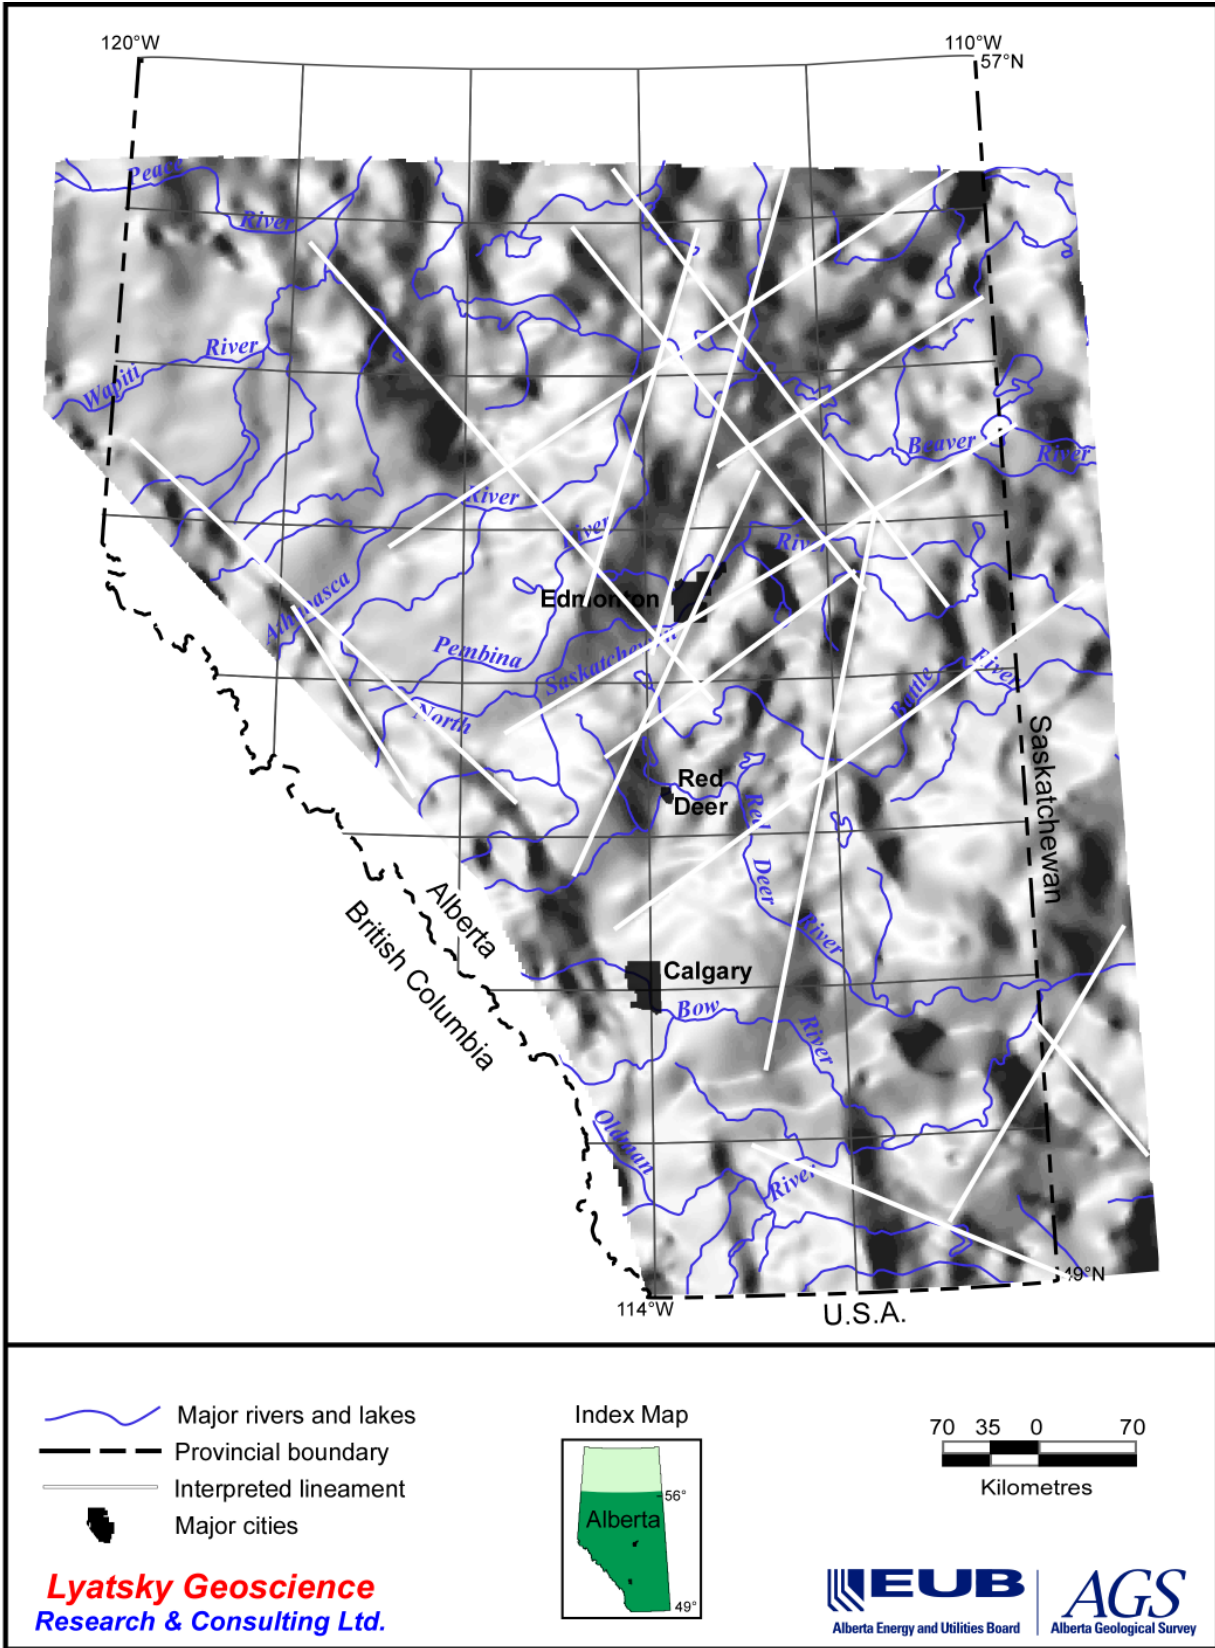 120°W
110°W
57°N
Peace
River
River
Wapiti
Beaver
River
River
River
River
Edmonton
Athabasca
Pembina
Saskatchewan
North
Battle
River
Saskatchewan
Red
Deer
Red
Deer
River
Alberta
British Columbia
Calgary
Bow
River
Oldman
River
49°N
114°W
U.S.A.
Major rivers and lakes
Provincial boundary
Interpreted lineament
Major cities
Index Map
56°
Alberta
49°
70 35 0 70
Kilometres
Lyatsky Geoscience
Research & Consulting Ltd.
EUB
Alberta Energy and Utilities Board
AGS
Alberta Geological Survey